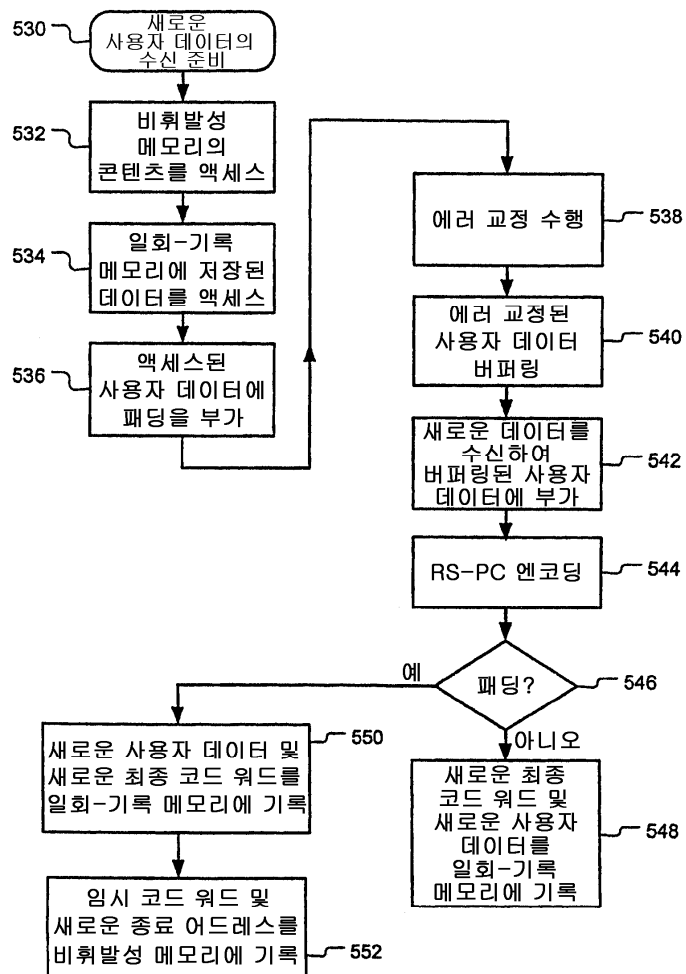 530
새로운
사용자 데이터의
수신 준비
532
비휘발성
메모리의
콘텐츠를 액세스
534
일회-기록
메모리에 저장된
데이터를 액세스
536
액세스된
사용자 데이터에
패딩을 부가
에러 교정 수행
538
에러 교정된
사용자 데이터
버퍼링
540
새로운 데이터를
수신하여
버퍼링된 사용자
데이터에 부가
542
RS-PC 엔코딩
544
패딩?
546
예
아니오
새로운 사용자 데이터 및
새로운 최종 코드 워드를
일회-기록 메모리에 기록
550
새로운 최종
코드 워드 및
새로운 사용자
데이터를
일회-기록
메모리에 기록
548
임시 코드 워드 및
새로운 종료 어드레스를
비휘발성 메모리에 기록
552